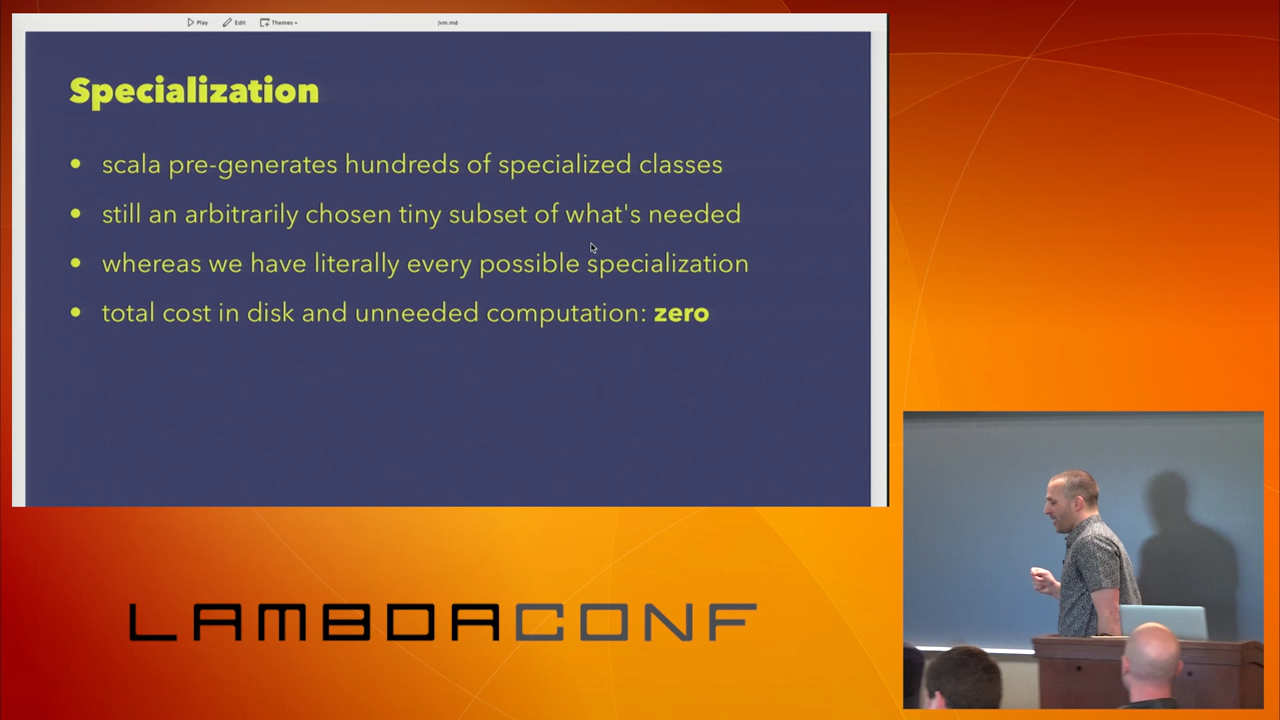 Play Edit Themes jvm.md
Specialization
• scala pre-generates hundreds of specialized classes
• still an arbitrarily chosen tiny subset of what's needed
• whereas we have literally every possible specialization
• total cost in disk and unneeded computation: zero
LAMBDACONF